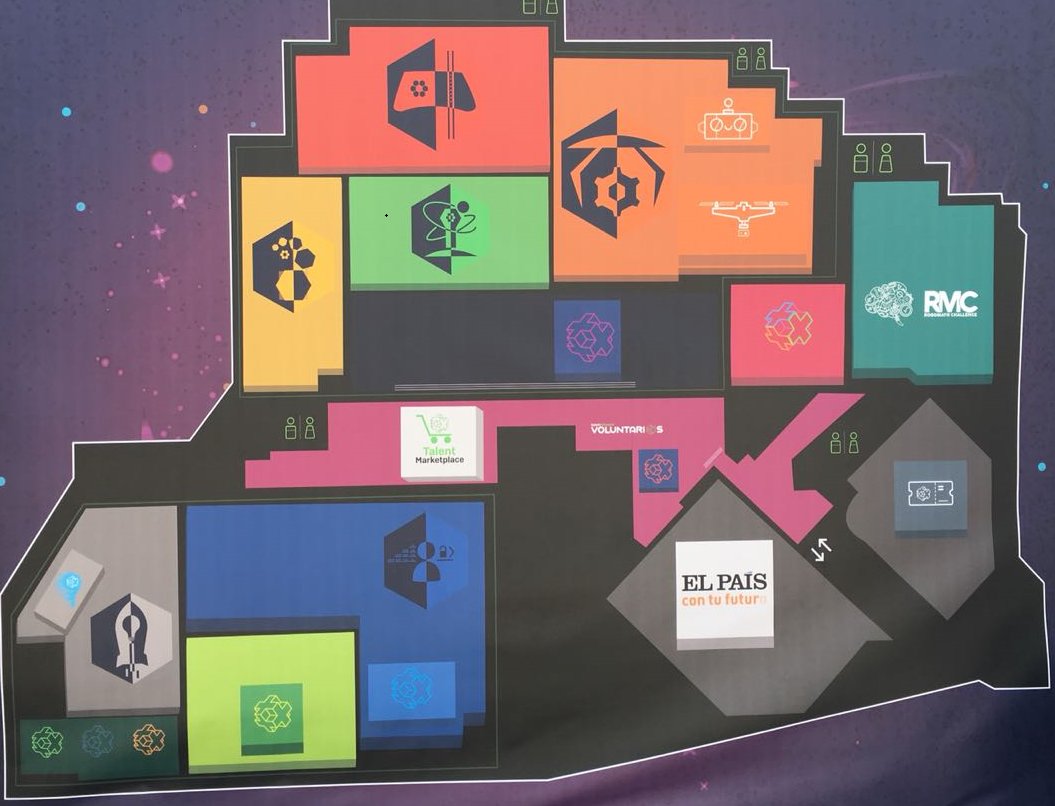 RMC
ROBOMATH CHALLENGE
Talent
Marketplace
VOLUNTARIOS
EL PAÍS
con tu futuro